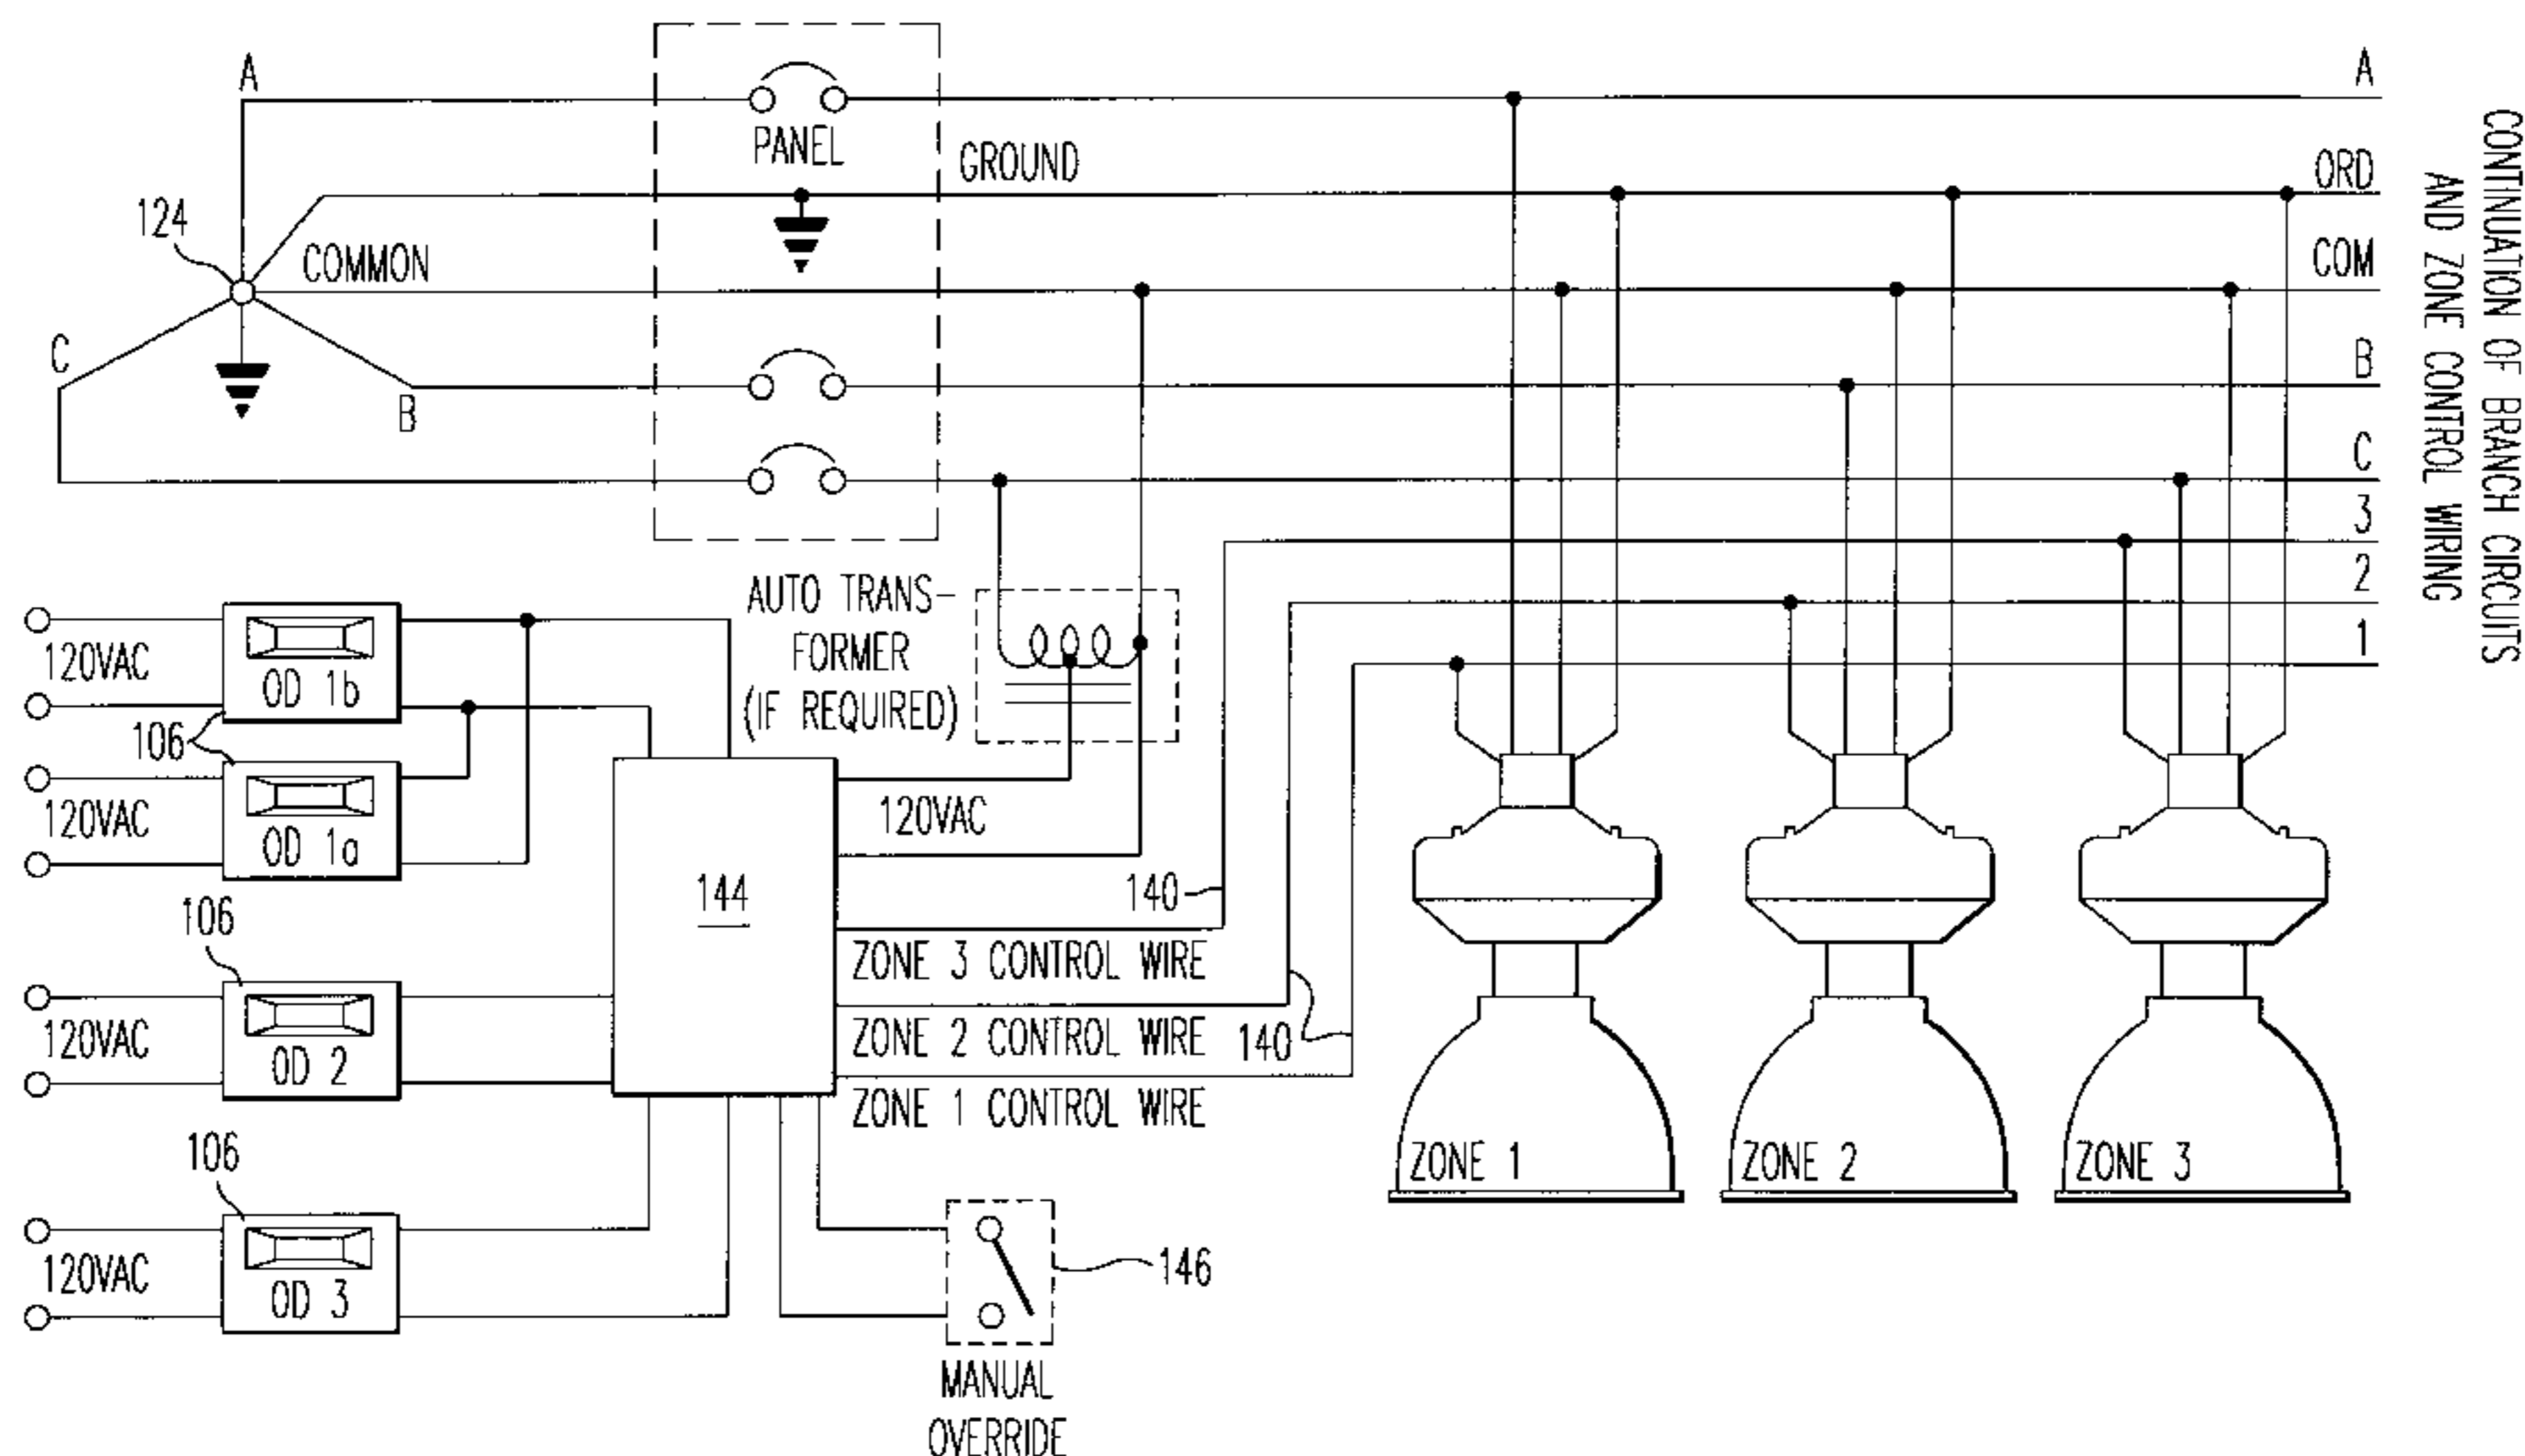 A
A
PANEL
GROUND
ORD
124
COMMON
COM
C
B
B
C
3
2
1
CONTINUATION OF BRANCH CIRCUITS
AND ZONE CONTROL WIRING
AUTO TRANS-
FORMER
(IF REQUIRED)
120VAC
OD 1b
106
120VAC
OD 1a
120VAC
144
140
106
ZONE 3 CONTROL WIRE
120VAC
OD 2
ZONE 2 CONTROL WIRE
140
ZONE 1 CONTROL WIRE
106
ZONE 1
ZONE 2
ZONE 3
120VAC
OD 3
146
MANUAL
OVERRIDE